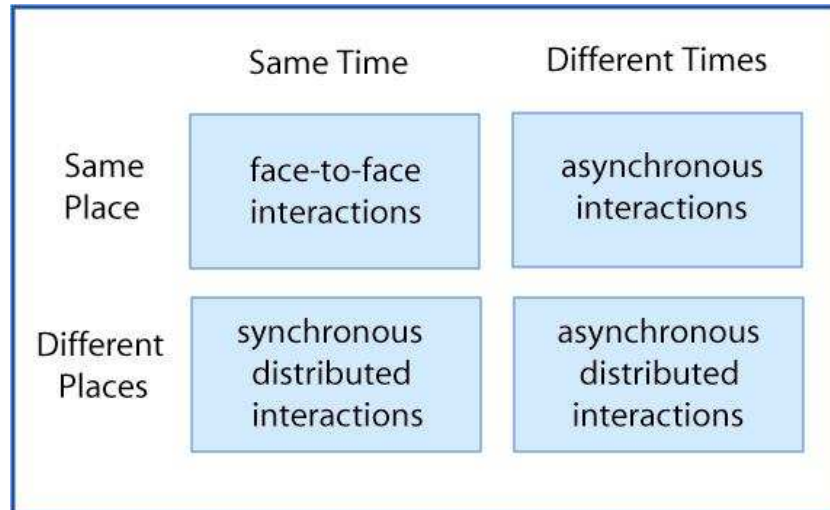 Same Time
Different Times
Same
Place
face-to-face
interactions
asynchronous
interactions
Different
Places
synchronous
distributed
interactions
asynchronous
distributed
interactions